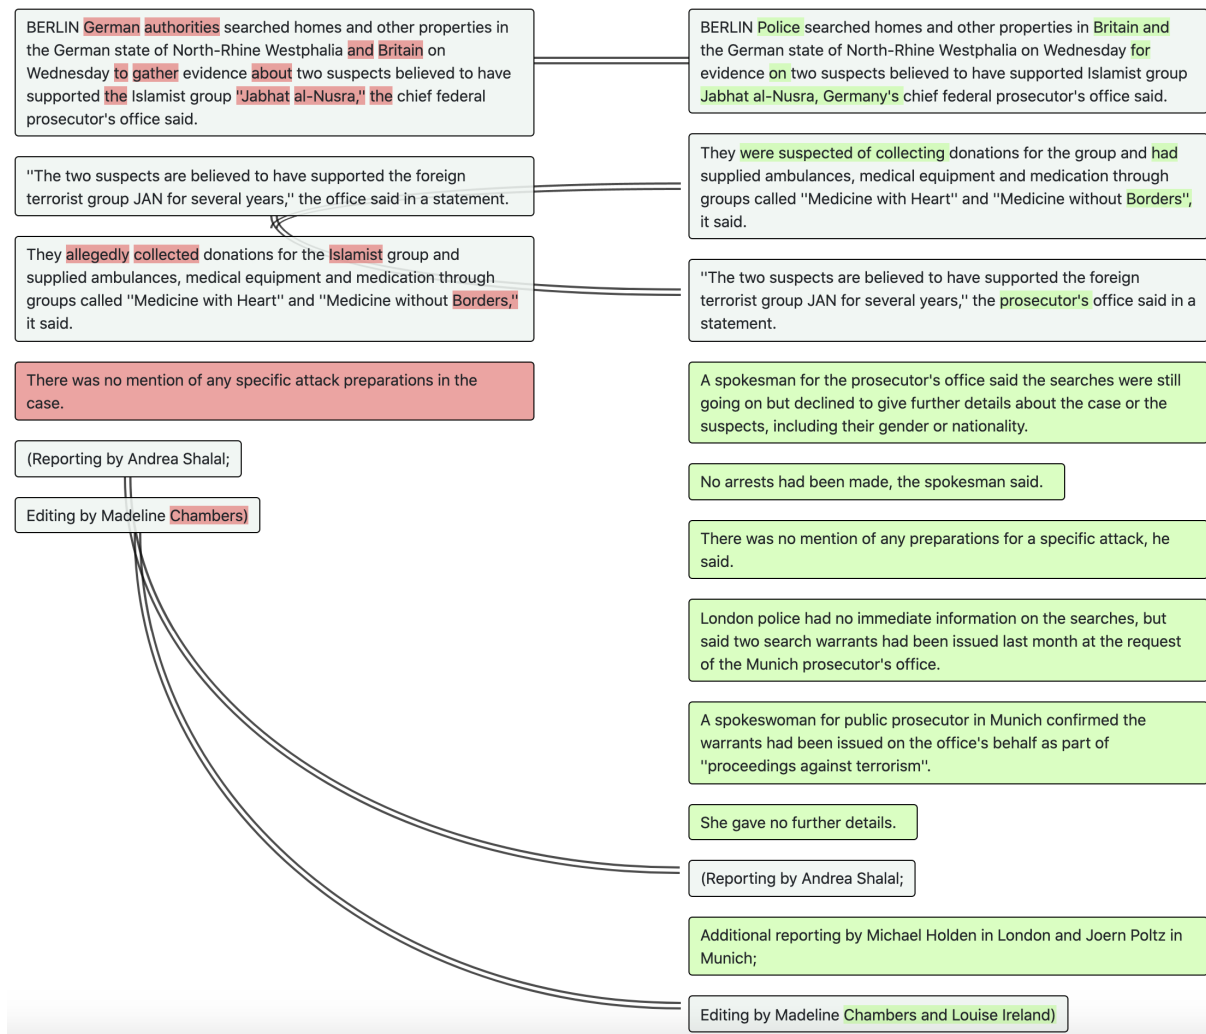 BERLIN German authorities searched homes and other properties in
the German state of North-Rhine Westphalia and Britain on
Wednesday to gather evidence about two suspects believed to have
supported the Islamist group "Jabhat al-Nusra," the chief federal
prosecutor's office said.
"The two suspects are believed to have supported the foreign
terrorist group JAN for several years," the office said in a statement.
They allegedly collected donations for the Islamist group and
supplied ambulances, medical equipment and medication through
groups called "Medicine with Heart" and "Medicine without Borders,"
it said.
There was no mention of any specific attack preparations in the
case.
(Reporting by Andrea Shalal;
Editing by Madeline Chambers)
BERLIN Police searched homes and other properties in Britain and
the German state of North-Rhine Westphalia on Wednesday for
evidence on two suspects believed to have supported Islamist group
Jabhat al-Nusra, Germany's chief federal prosecutor's office said.
They were suspected of collecting donations for the group and had
supplied ambulances, medical equipment and medication through
groups called "Medicine with Heart" and "Medicine without Borders",
it said.
"The two suspects are believed to have supported the foreign
terrorist group JAN for several years," the prosecutor's office said in a
statement.
A spokesman for the prosecutor's office said the searches were still
going on but declined to give further details about the case or the
suspects, including their gender or nationality.
No arrests had been made, the spokesman said.
There was no mention of any preparations for a specific attack, he
said.
London police had no immediate information on the searches, but
said two search warrants had been issued last month at the request
of the Munich prosecutor's office.
A spokeswoman for public prosecutor in Munich confirmed the
warrants had been issued on the office's behalf as part of
"proceedings against terrorism".
She gave no further details.
(Reporting by Andrea Shalal;
Additional reporting by Michael Holden in London and Joern Poltz in
Munich;
Editing by Madeline Chambers and Louise Ireland)